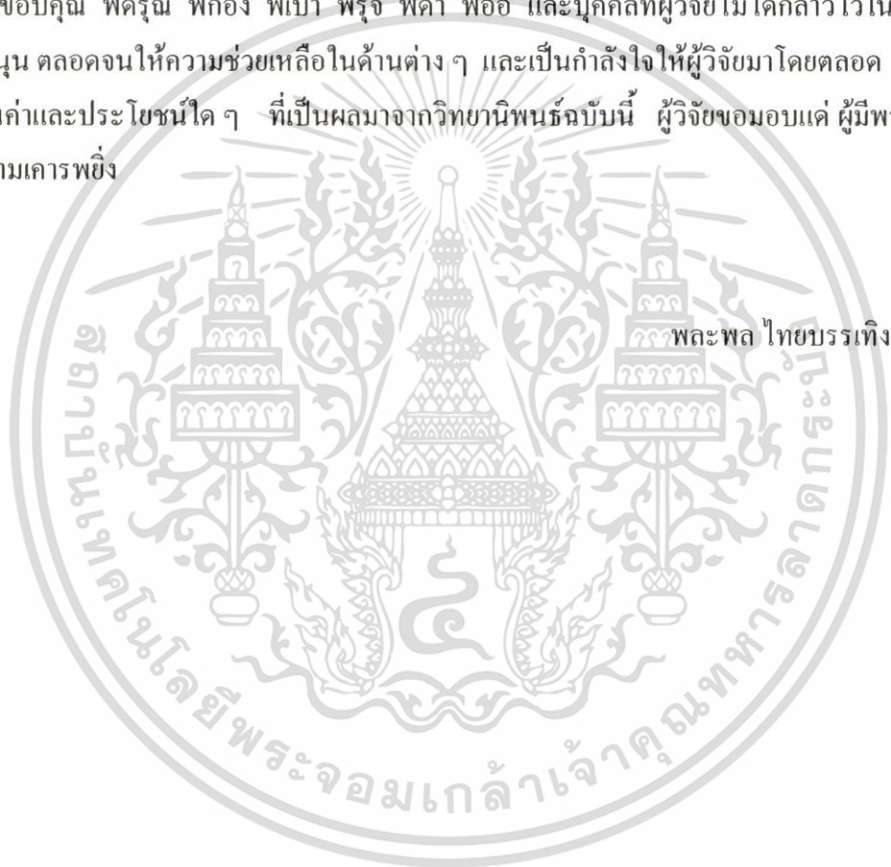 ขอบคุณ พี่ดรุณ พี่ก้อง พี่เบ้า พี่รุจ พี่ดา พี่อ้อ และบุคคลที่ผู้วิจัยไม่ได้กล่าวไว้ใน
นุน ตลอดจนให้ความช่วยเหลือในด้านต่าง ๆ และเป็นกำลังใจให้ผู้วิจัยมาโดยตลอด
ค่าและประโยชน์ใด ๆ ที่เป็นผลมาจากวิทยานิพนธ์ฉบับนี้ ผู้วิจัยขอมอบแด่ ผู้มีพ
ามเคารพยิ่ง
พละพล ไทยบรรเทิง
สถาบันเทคโนโลยีพระจอมเกล้าเจ้าคุณทหารลาดกระบัง
๔